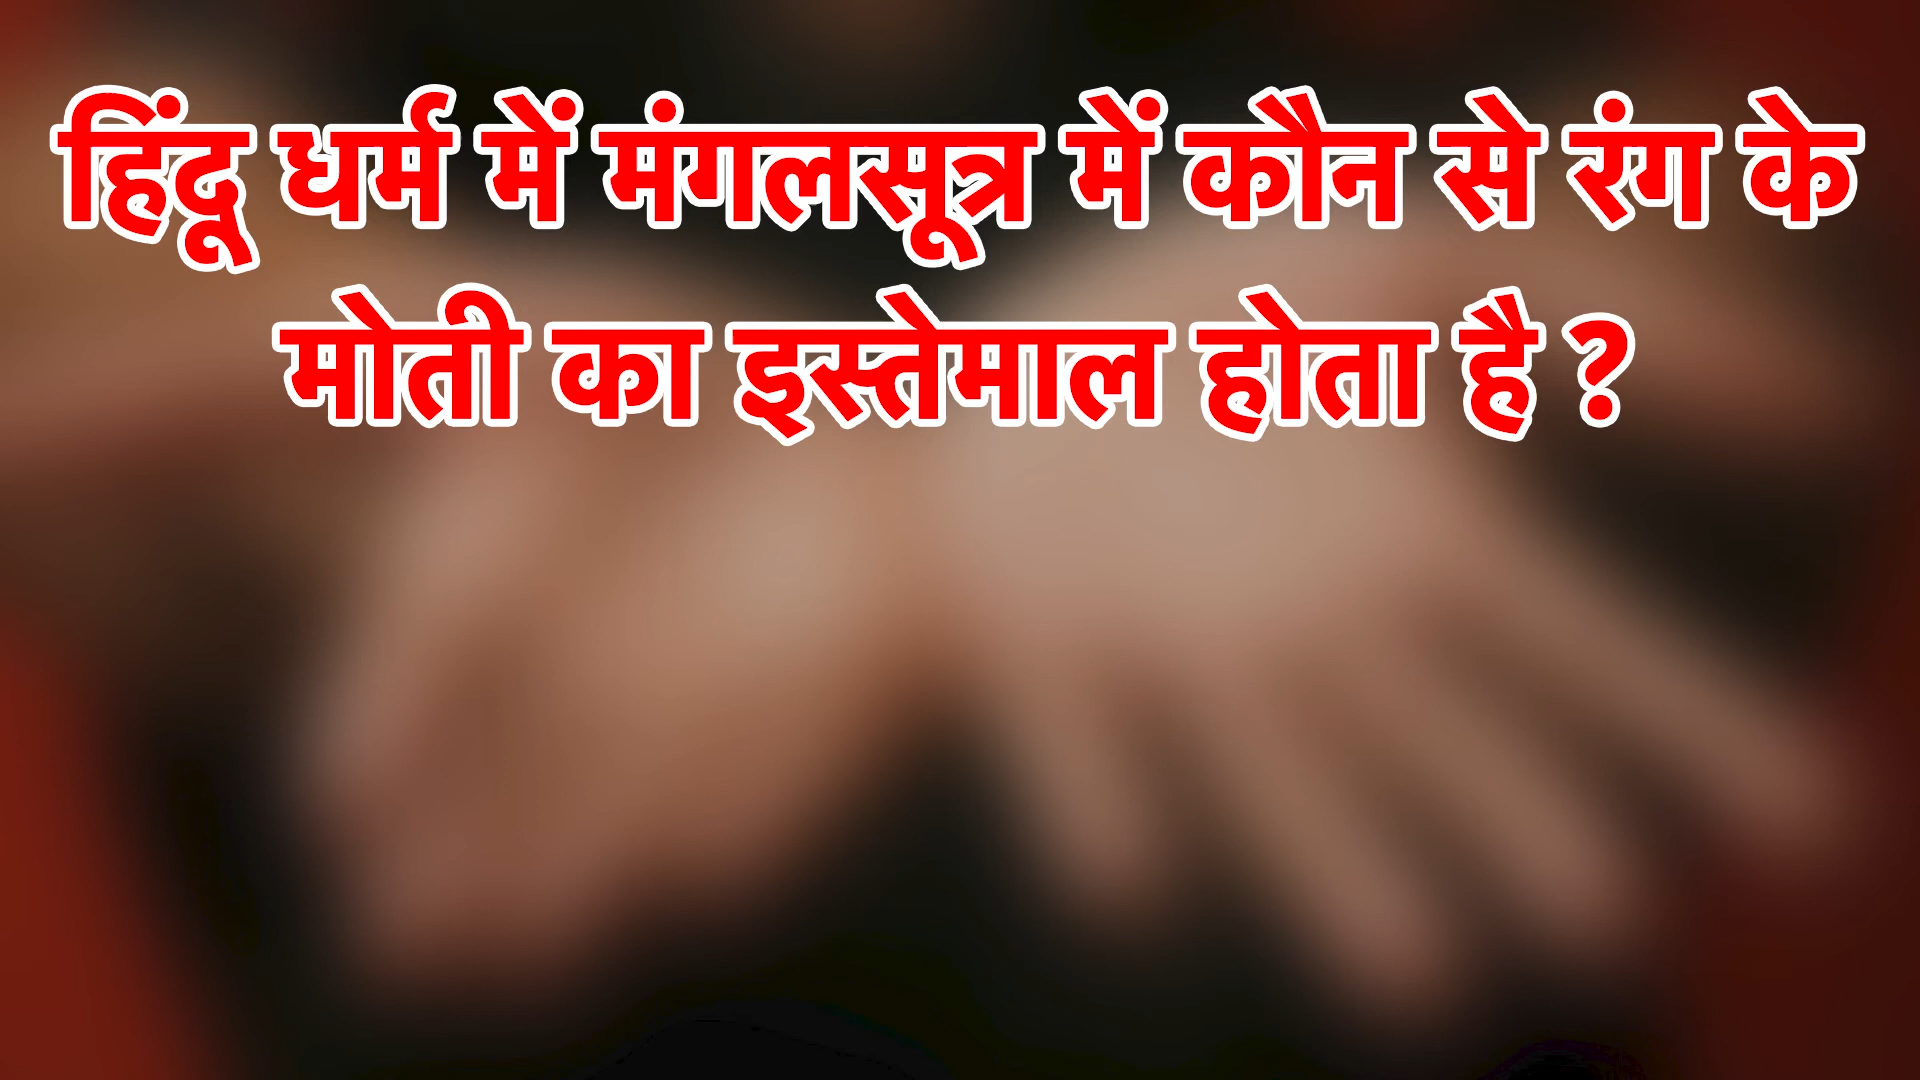 हिंदू धर्म में मंगलसूत्र में कौन से रंग के
मोती का इस्तेमाल होता है ?